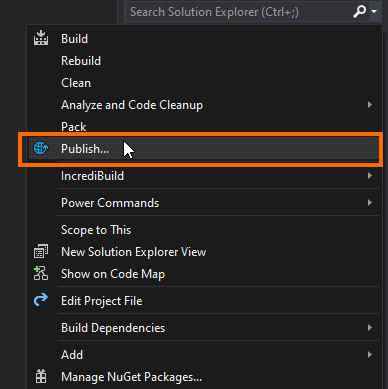 Search Solution Explorer (Ctrl+;)
Build
Rebuild
Clean
Analyze and Code Cleanup
Pack
Publish...
IncrediBuild
Power Commands
Scope to This
New Solution Explorer View
Show on Code Map
Edit Project File
Build Dependencies
Add
Manage NuGet Packages...